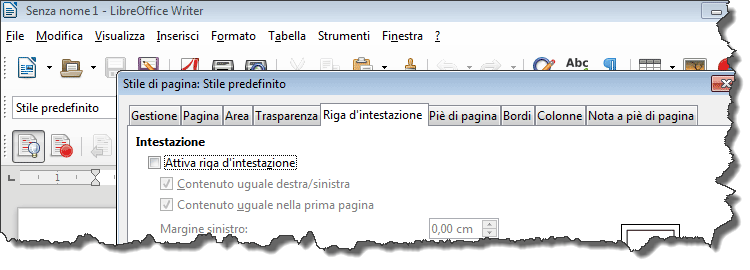 Senza nome 1 - LibreOffice Writer
File Modifica Visualizza Inserisci Formato Tabella Strumenti Finestra ?
Abc
Stile predefinito
Stile di pagina: Stile predefinito
Gestione Pagina Area Trasparenza Riga d'intestazione Piè di pagina Bordi Colonne Nota a piè di pagina
Intestazione
Attiva riga d'intestazione
Contenuto uguale destra/sinistra
Contenuto uguale nella prima pagina
Margine sinistro: 0,00 cm
1